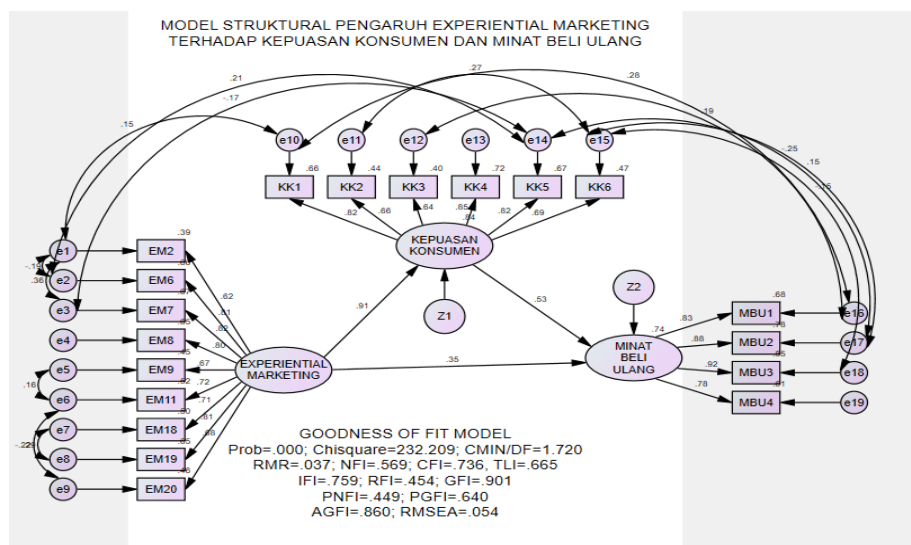 MODEL STRUKTURAL PENGARUH EXPERIENTIAL MARKETING
TERHADAP KEPUASAN KONSUMEN DAN MINAT BELI ULANG
.27
.21
.28
-.17
.19
.15
e10 e11 e12 e13 e14 e15
-.25
.15
-.15
.66 .44 .40 .72 .67 .47
KK1 KK2 KK3 KK4 KK5 KK6
.82 .66 .64 .85 .82 .69
.84
KEPUASAN
KONSUMEN
.39
e1 EM2
-.19
e2 EM6
.36
.62
e3 EM7
.81
.91
Z1
.53
Z2
.82
e4 EM8
.80
.74
.83
.68
MBU1 e16
.78
.88
MBU2 e17
MINAT
BELI
ULANG
.35
EXPERIENTIAL
MARKETING
e5 EM9
.67
.92
MBU3 e18
.16
.72
.78
e6 EM11
MBU4 e19
.71
e7 EM18
.81
e8 EM19
e9 EM20
GOODNESS OF FIT MODEL
Prob=.000; Chisquare=232.209; CMIN/DF=1.720
RMR=.037; NFI=.569; CFI=.736, TLI=.665
IFI=.759; RFI=.454; GFI=.901
PNFI=.449; PGFI=.640
AGFI=.860; RMSEA=.054